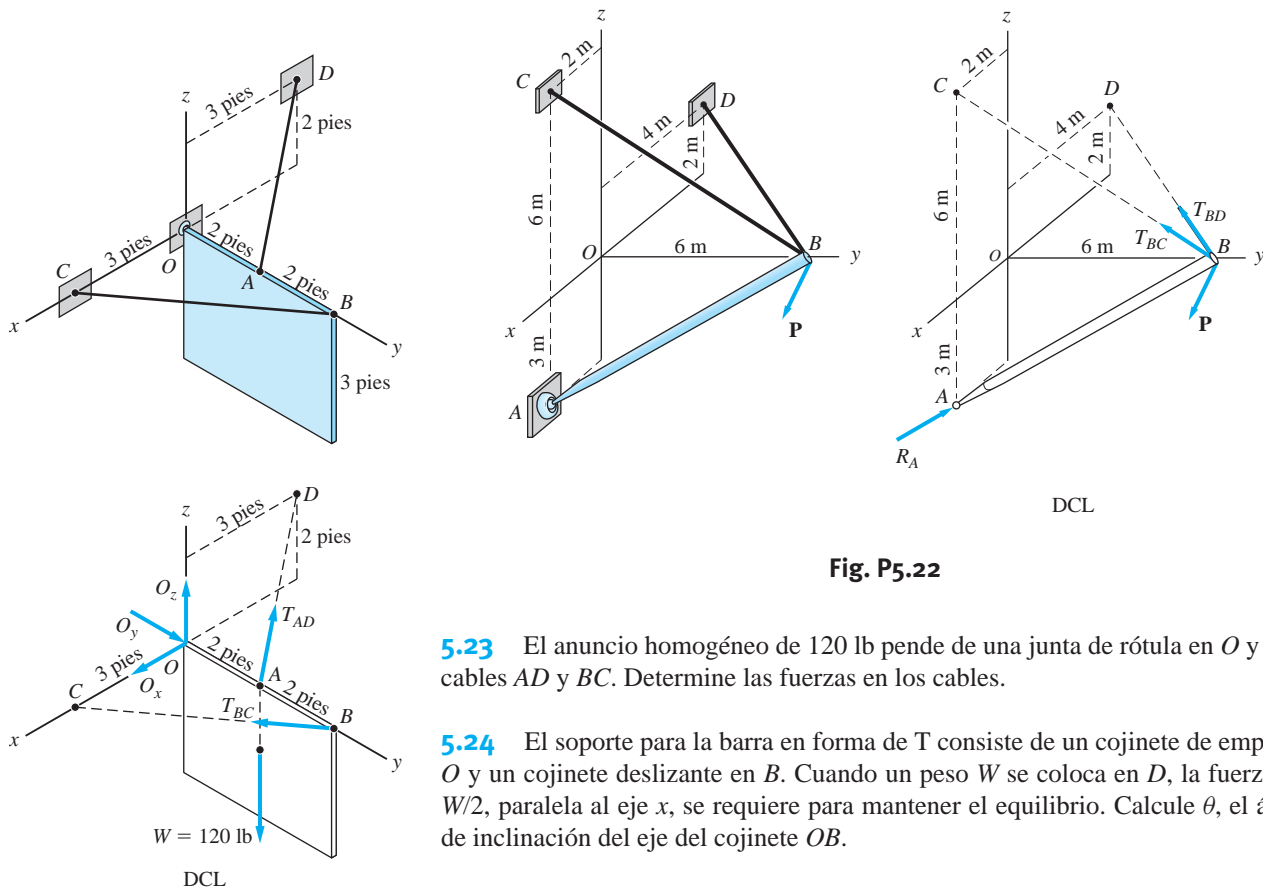 z
D
3 pies
2 pies
3 pies
2 pies
O
C
A
2 pies
B
x
y
3 pies
z
2 m
C
D
4 m
2 m
6 m
O
6 m
B
y
x
P
3 m
A
z
2 m
C
D
4 m
2 m
6 m
T_BD
T_BC
O
6 m
B
y
x
P
3 m
A
R_A
DCL
Fig. P5.22
z
D
3 pies
2 pies
O_z
T_AD
O_y
O
2 pies
3 pies
O_x
A
C
2 pies
T_BC
B
x
y
W = 120 lb
DCL
5.23 El anuncio homogéneo de 120 lb pende de una junta de rótula en O y
cables AD y BC. Determine las fuerzas en los cables.
5.24 El soporte para la barra en forma de T consiste de un cojinete de emp
O y un cojinete deslizante en B. Cuando un peso W se coloca en D, la fuerz
W/2, paralela al eje x, se requiere para mantener el equilibrio. Calcule θ, el á
de inclinación del eje del cojinete OB.